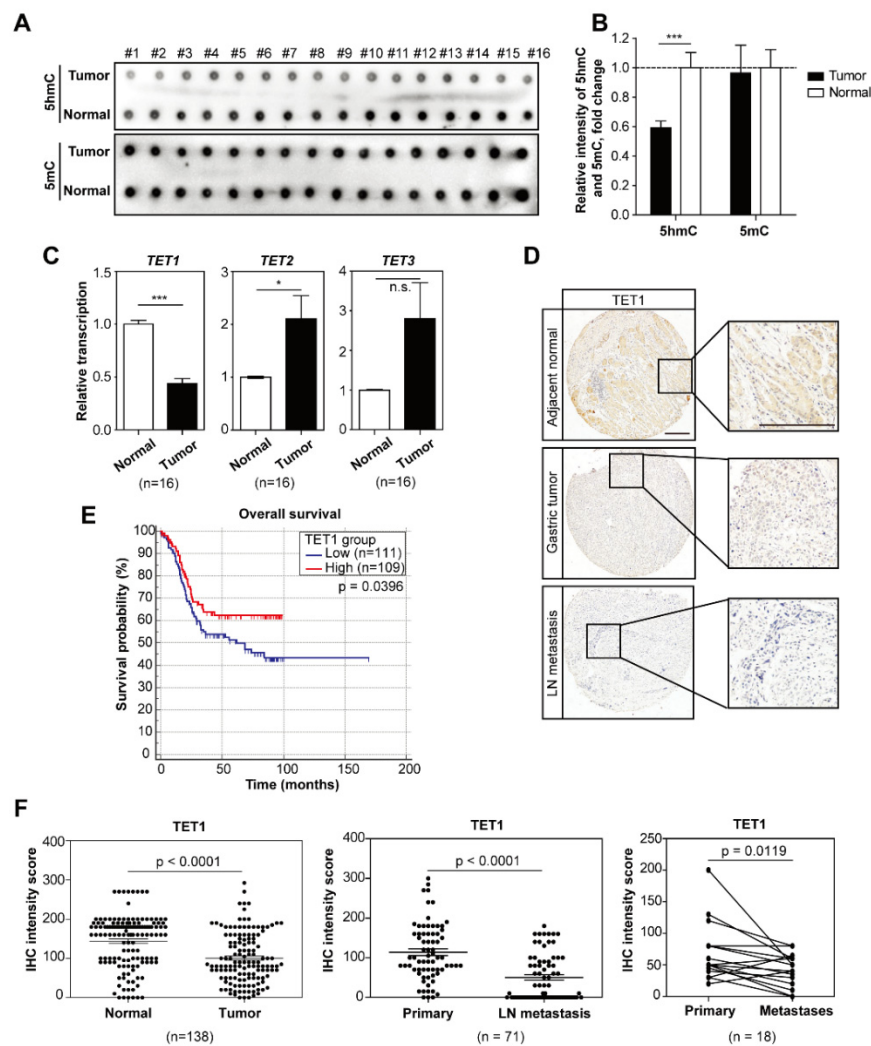 A
#1 #2 #3 #4 #5 #6 #7 #8 #9 #10 #11 #12 #13 #14 #15 #16
5hmC
Tumor
Normal
5mC
Tumor
Normal
B
Relative intensity of 5hmC
and 5mC, fold change
1.2
1.0
0.8
0.6
0.4
0.2
0.0
***
5hmC
5mC
Tumor
Normal
C
Relative transcription
TET1
1.5
1.0
0.5
0.0
***
Normal
Tumor
(n=16)
TET2
3
2
1
0
*
Normal
Tumor
(n=16)
TET3
6
4
2
0
n.s.
Normal
Tumor
(n=16)
D
TET1
Adjacent normal
Gastric tumor
LN metastasis
E
Overall survival
TET1 group
Low (n=111)
High (n=109)
p = 0.0396
Survival probability (%)
100
90
80
70
60
50
40
30
20
10
0
0 50 100 150 200
Time (months)
F
TET1
IHC intensity score
400
300
200
100
0
p < 0.0001
Normal Tumor
(n=138)
TET1
IHC intensity score
400
300
200
100
0
p < 0.0001
Primary LN metastasis
(n = 71)
TET1
IHC intensity score
250
200
150
100
50
0
p = 0.0119
Primary Metastases
(n = 18)